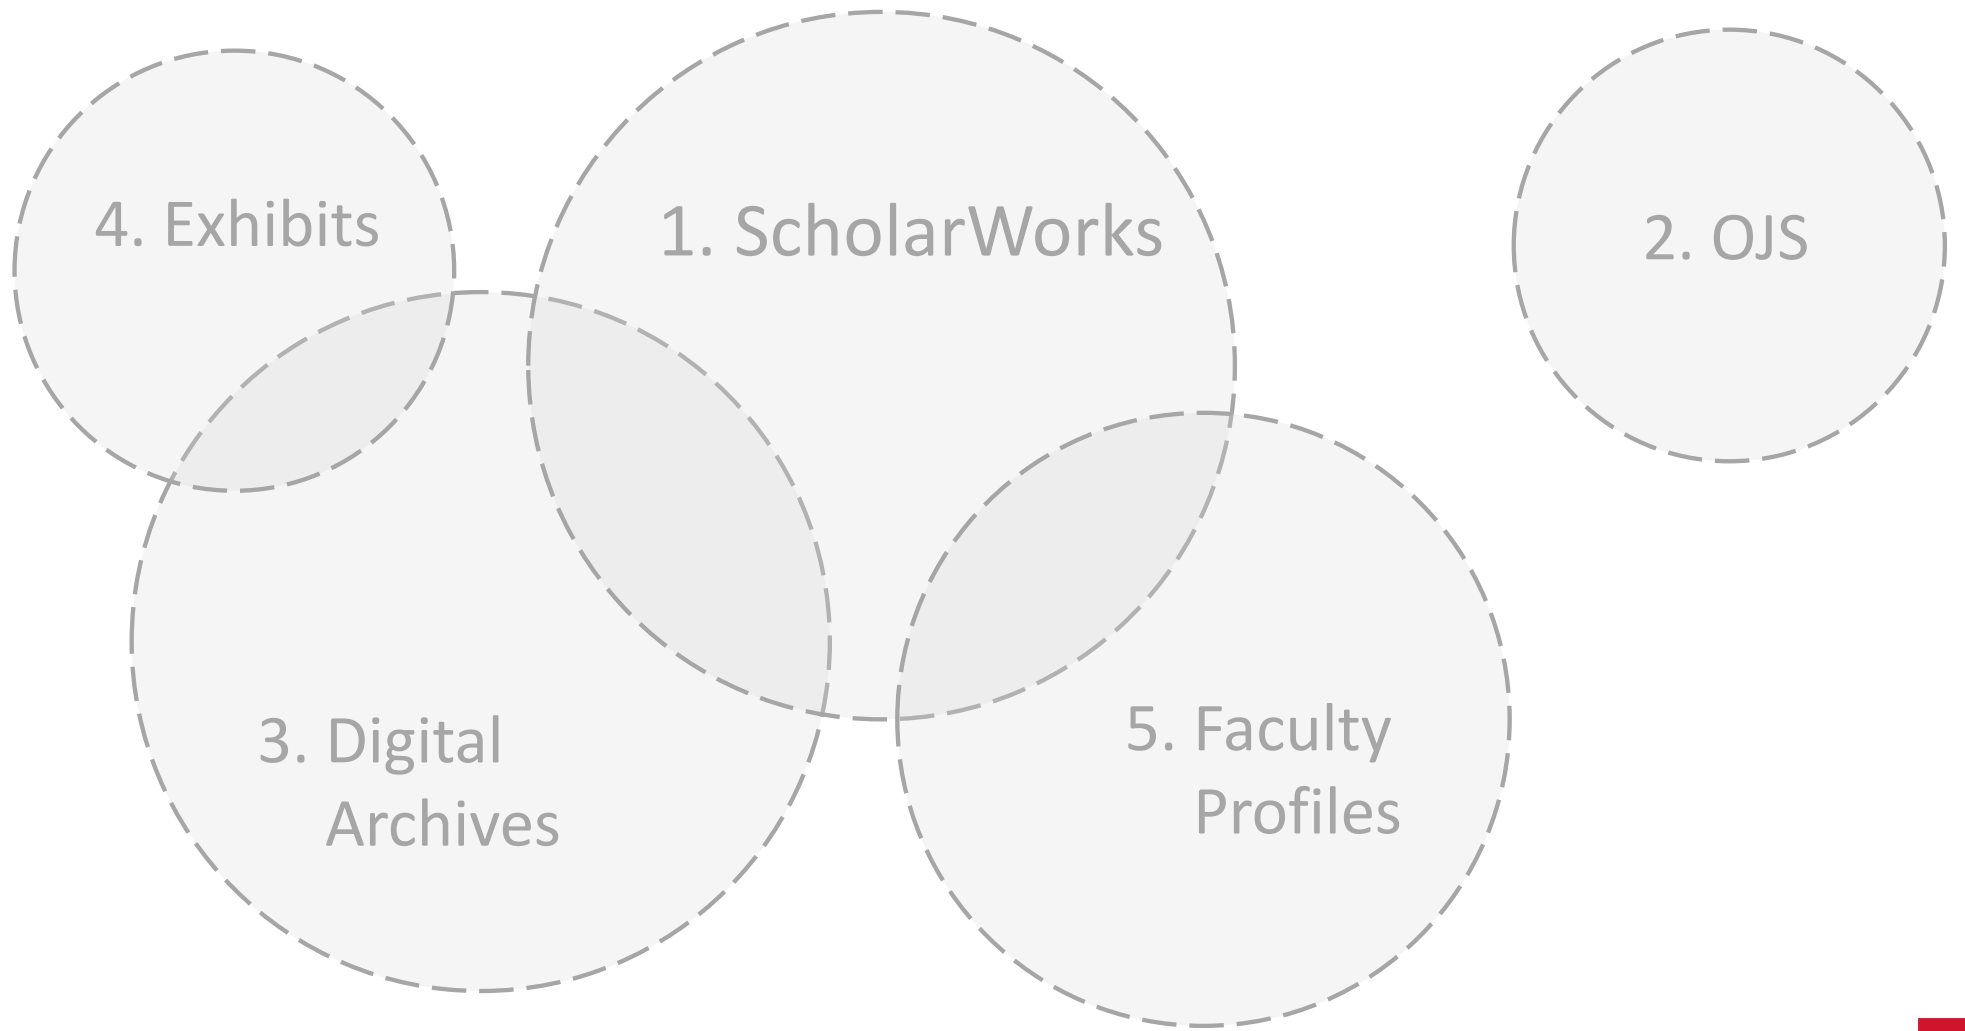 4. Exhibits
1. ScholarWorks
2. OJS
3. Digital
Archives
5. Faculty
Profiles